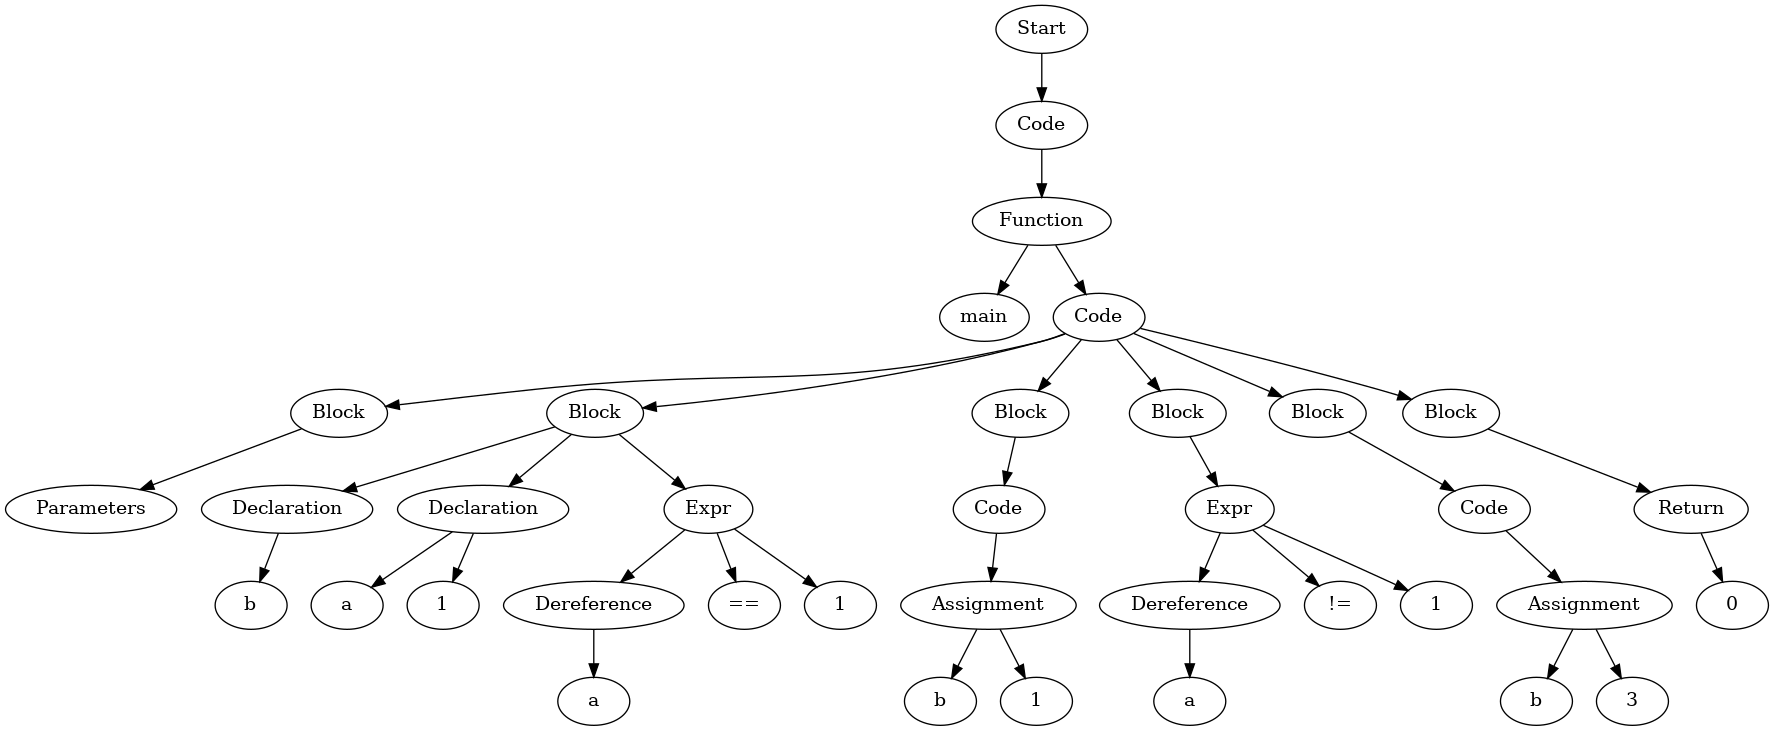 Start
Code
Function
main
Code
Block
Block
Block
Block
Block
Block
Parameters
Declaration
Declaration
Expr
Code
Expr
Code
Return
b
a
1
Dereference
==
1
Assignment
Dereference
!=
1
Assignment
0
a
b
1
a
b
3